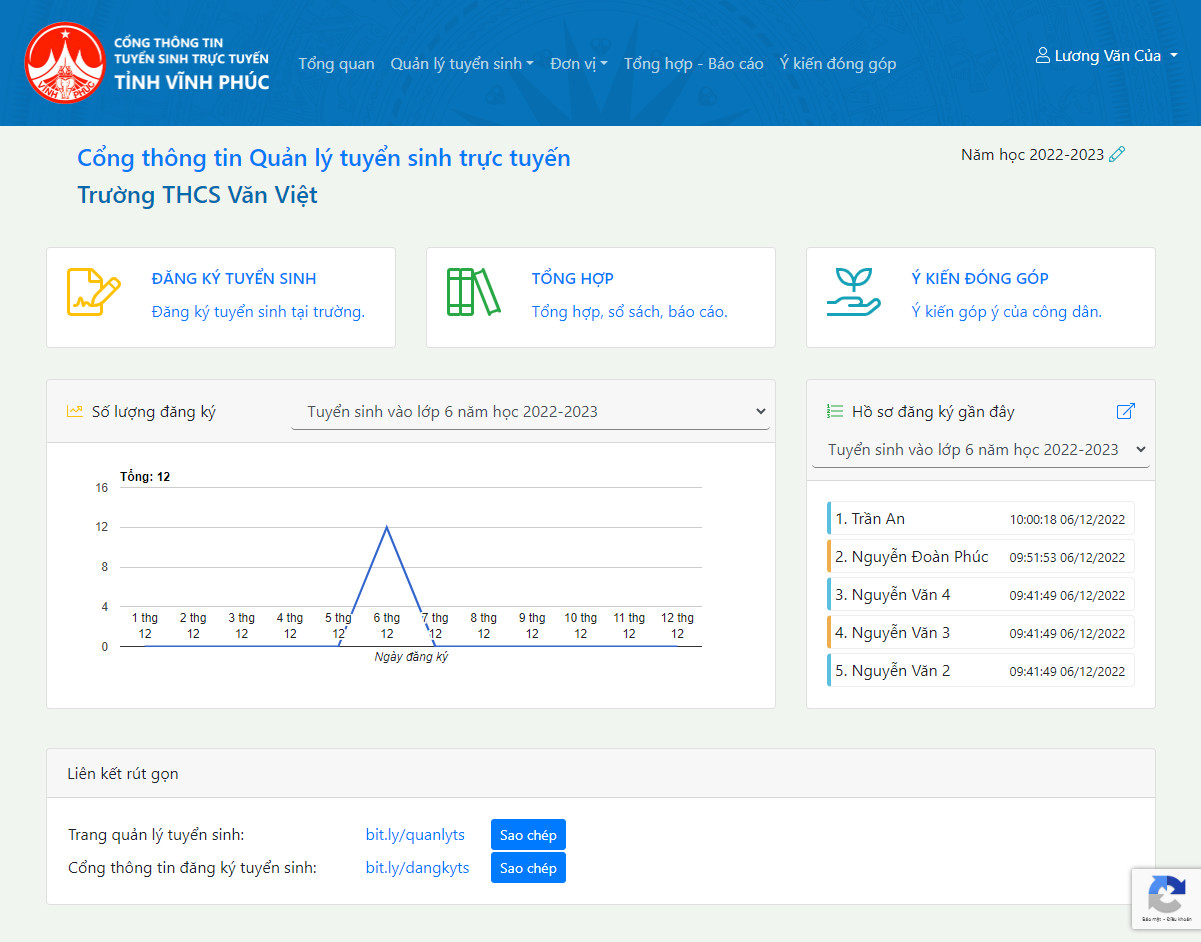 CỔNG THÔNG TIN
TUYỂN SINH TRỰC TUYẾN
TỈNH VĨNH PHÚC
VĨNH PHÚC
Tổng quan
Quản lý tuyển sinh
Đơn vị
Tổng hợp - Báo cáo
Ý kiến đóng góp
Lương Văn Của
Cổng thông tin Quản lý tuyển sinh trực tuyến
Năm học 2022-2023
Trường THCS Văn Việt
ĐĂNG KÝ TUYỂN SINH
Đăng ký tuyển sinh tại trường.
TỔNG HỢP
Tổng hợp, sổ sách, báo cáo.
Ý KIẾN ĐÓNG GÓP
Ý kiến góp ý của công dân.
Số lượng đăng ký
Tuyển sinh vào lớp 6 năm học 2022-2023
Tổng: 12
16
12
8
4
0
1 thg 12
2 thg 12
3 thg 12
4 thg 12
5 thg 12
6 thg 12
7 thg 12
8 thg 12
9 thg 12
10 thg 12
11 thg 12
12 thg 12
Ngày đăng ký
Hồ sơ đăng ký gần đây
Tuyển sinh vào lớp 6 năm học 2022-2023
1. Trần An 10:00:18 06/12/2022
2. Nguyễn Đoàn Phúc 09:51:53 06/12/2022
3. Nguyễn Văn 4 09:41:49 06/12/2022
4. Nguyễn Văn 3 09:41:49 06/12/2022
5. Nguyễn Văn 2 09:41:49 06/12/2022
Liên kết rút gọn
Trang quản lý tuyển sinh: bit.ly/quanlyts Sao chép
Cổng thông tin đăng ký tuyển sinh: bit.ly/dangkyts Sao chép
Bảo mật - Điều khoản